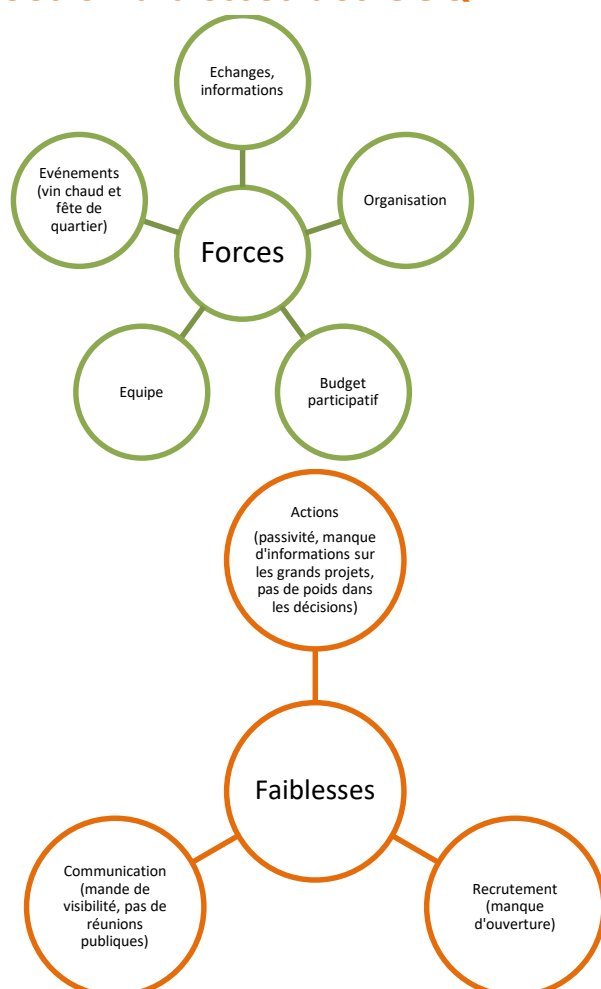 Echanges,
informations
Evénements
(vin chaud et
fête de
quartier)
Organisation
Forces
Equipe
Budget
participatif
Actions
(passivité, manque
d'informations sur
les grands projets,
pas de poids dans
les décisions)
Faiblesses
Communication
(mande de
visibilité, pas de
réunions
publiques)
Recrutement
(manque
d'ouverture)